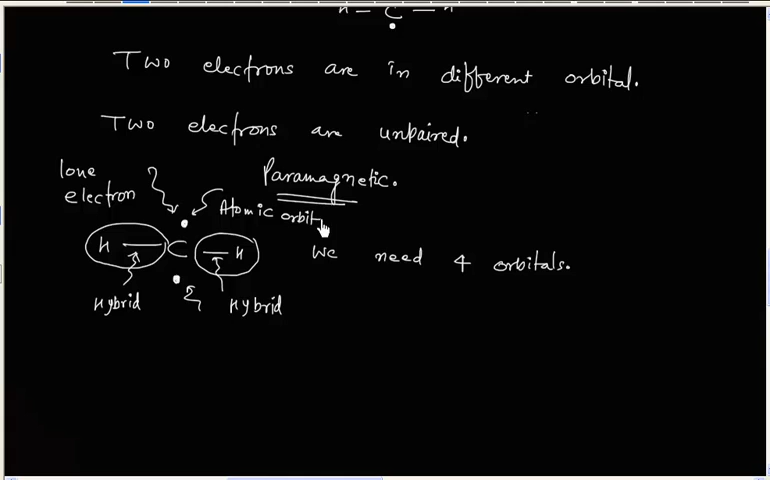 H — C — H
Two electrons are in different orbital.
Two electrons are unpaired.
lone electron
Paramagnetic.
Atomic orbit
H — C — H
We need 4 orbitals.
Hybrid
Hybrid